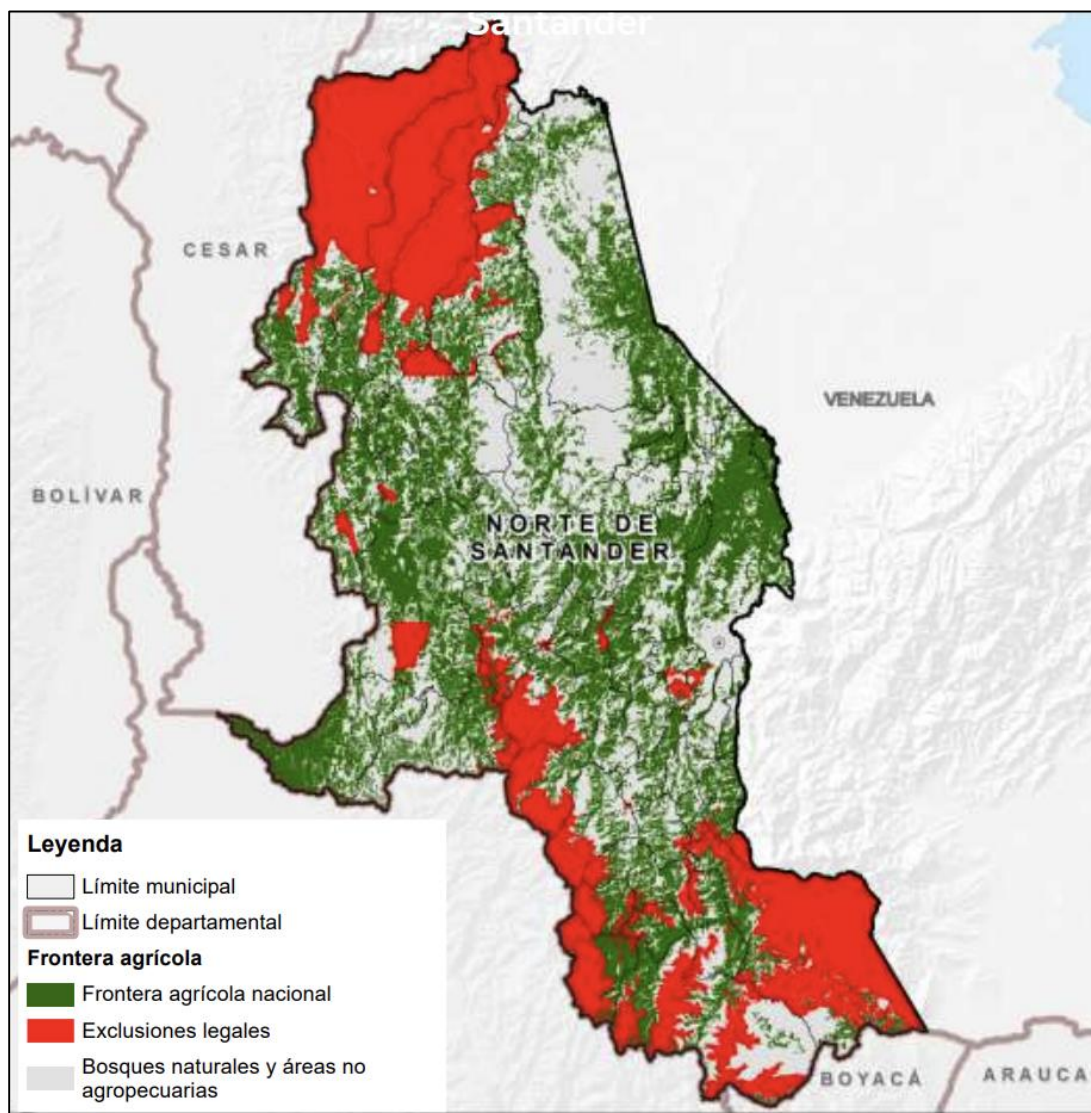 Santander
CESAR
VENEZUELA
BOLÍVAR
NORTE DE
SANTANDER
Leyenda
Límite municipal
Límite departamental
Frontera agrícola
Frontera agrícola nacional
Exclusiones legales
Bosques naturales y áreas no
agropecuarias
BOYACÁ
ARAUCA